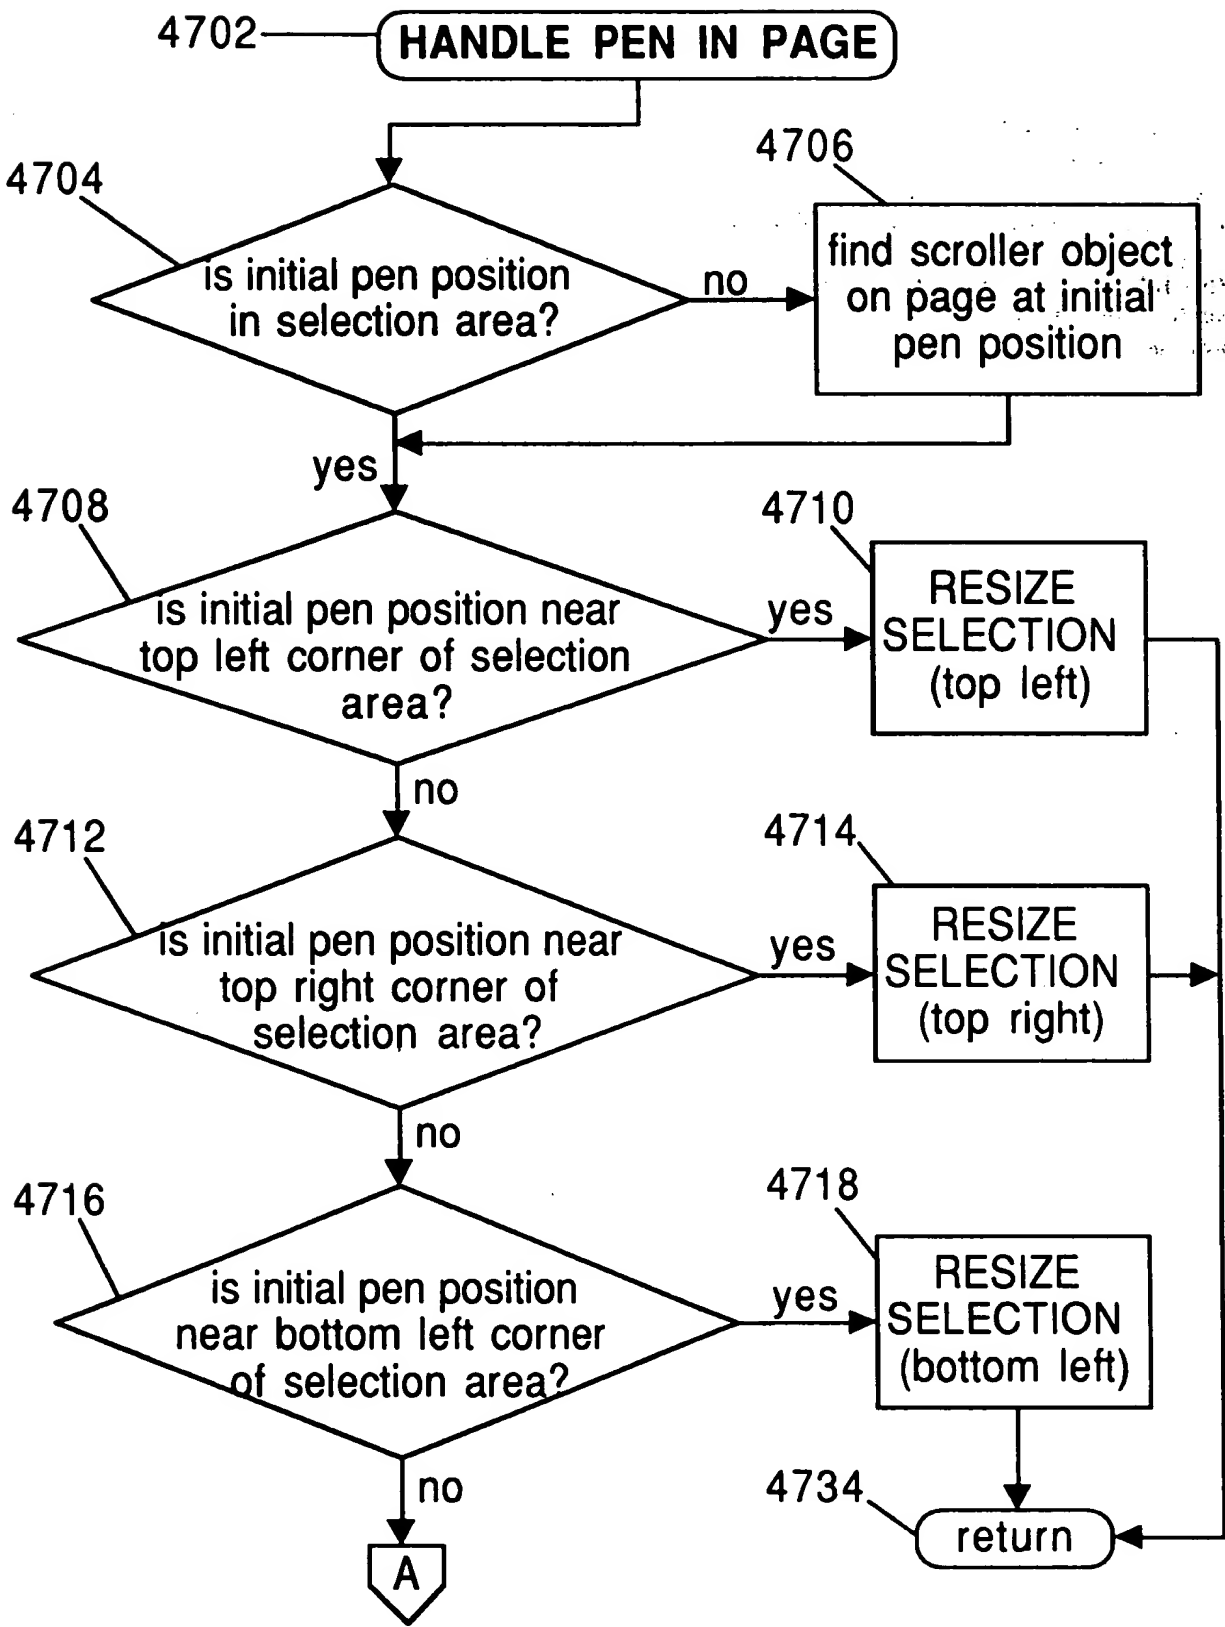 4702
HANDLE PEN IN PAGE
4704
is initial pen position
in selection area?
no
4706
find scroller object
on page at initial
pen position
yes
4708
is initial pen position near
top left corner of selection
area?
yes
4710
RESIZE
SELECTION
(top left)
no
4712
is initial pen position near
top right corner of
selection area?
yes
4714
RESIZE
SELECTION
(top right)
no
4716
is initial pen position
near bottom left corner
of selection area?
yes
4718
RESIZE
SELECTION
(bottom left)
no
A
4734
return